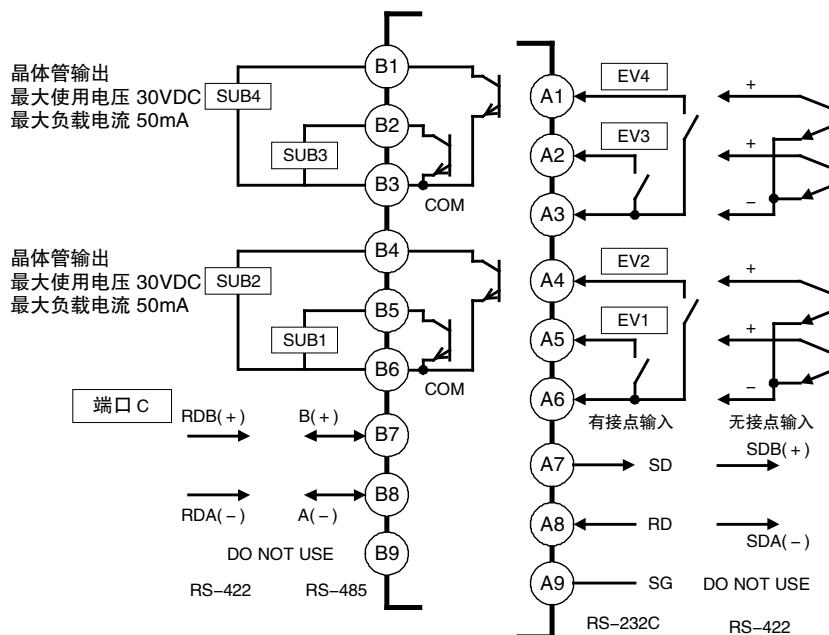 晶体管输出
最大使用电压 30VDC
最大负载电流 50mA
SUB4
SUB3
B1
B2
B3
COM
晶体管输出
最大使用电压 30VDC
最大负载电流 50mA
SUB2
SUB1
B4
B5
B6
COM
端口 C
RDB(+)
B(+)
B7
RDA(-)
A(-)
B8
DO NOT USE
B9
RS-422
RS-485
A1
EV4
+
A2
EV3
+
A3
-
A4
EV2
+
A5
EV1
+
A6
-
有接点输入
无接点输入
A7
SD
SDB(+)
A8
RD
SDA(-)
A9
SG
DO NOT USE
RS-232C
RS-422